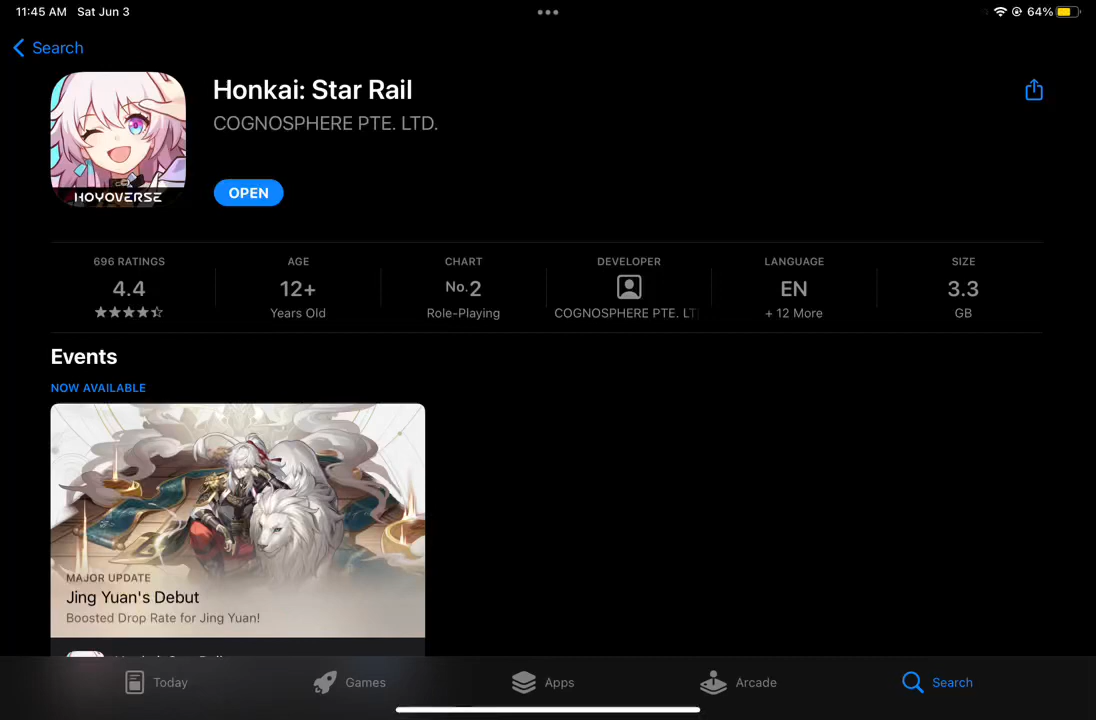 11:45 AM Sat Jun 3
64%
Search
Honkai: Star Rail
COGNOSPHERE PTE. LTD.
HOYOVERSE
OPEN
696 RATINGS
4.4
AGE
12+
Years Old
CHART
No.2
Role-Playing
DEVELOPER
COGNOSPHERE PTE. LT
LANGUAGE
EN
+ 12 More
SIZE
3.3
GB
Events
NOW AVAILABLE
MAJOR UPDATE
Jing Yuan's Debut
Boosted Drop Rate for Jing Yuan!
Today
Games
Apps
Arcade
Search